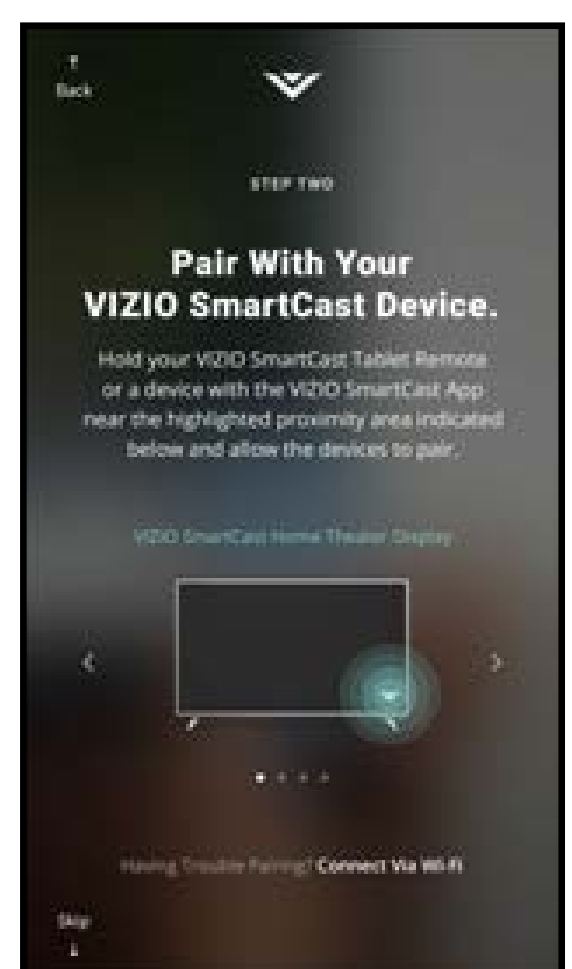 Back
STEP TWO
Pair With Your
VIZIO SmartCast Device.
Hold your VIZIO SmartCast Tablet Remote
or a device with the VIZIO SmartCast App
near the highlighted proximity area indicated
below and allow the devices to pair.
VIZIO SmartCast Home Theater Display
Having Trouble Pairing? Connect Via Wi-Fi
Skip